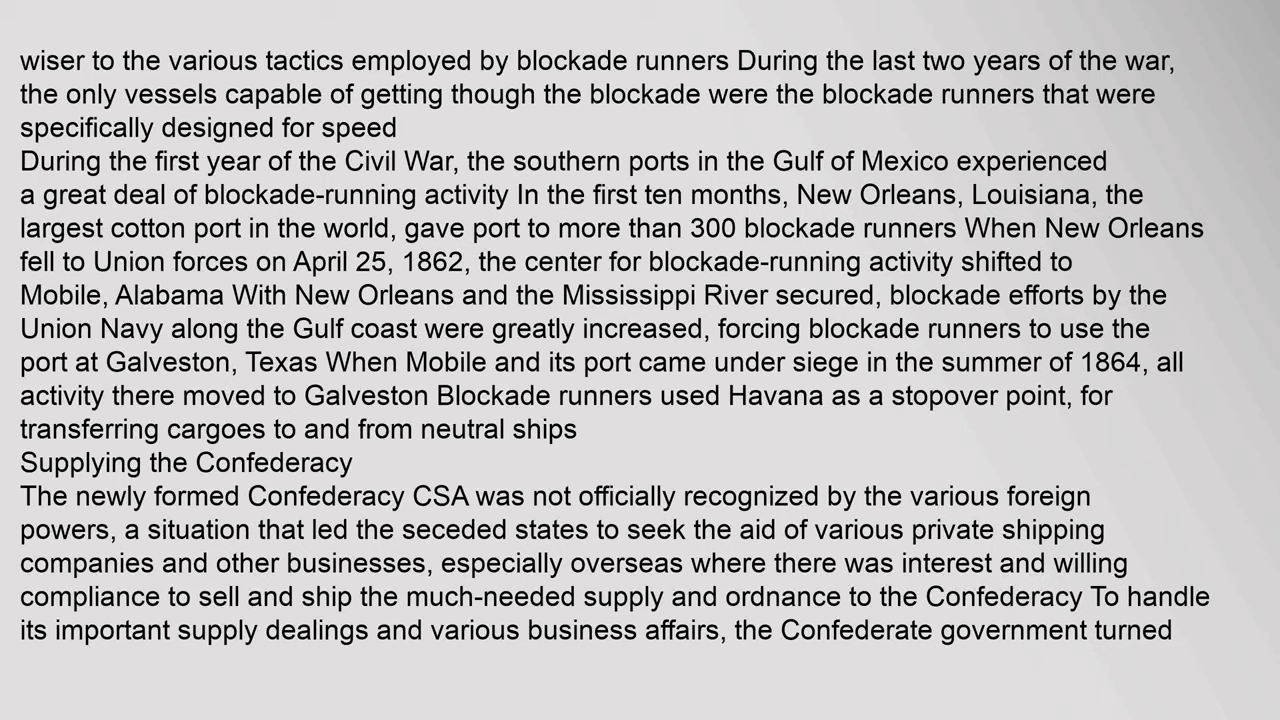 wiser to the various tactics employed by blockade runners During the last two years of the war,
the only vessels capable of getting though the blockade were the blockade runners that were
specifically designed for speed
During the first year of the Civil War, the southern ports in the Gulf of Mexico experienced
a great deal of blockade-running activity In the first ten months, New Orleans, Louisiana, the
largest cotton port in the world, gave port to more than 300 blockade runners When New Orleans
fell to Union forces on April 25, 1862, the center for blockade-running activity shifted to
Mobile, Alabama With New Orleans and the Mississippi River secured, blockade efforts by the
Union Navy along the Gulf coast were greatly increased, forcing blockade runners to use the
port at Galveston, Texas When Mobile and its port came under siege in the summer of 1864, all
activity there moved to Galveston Blockade runners used Havana as a stopover point, for
transferring cargoes to and from neutral ships
Supplying the Confederacy
The newly formed Confederacy CSA was not officially recognized by the various foreign
powers, a situation that led the seceded states to seek the aid of various private shipping
companies and other businesses, especially overseas where there was interest and willing
compliance to sell and ship the much-needed supply and ordnance to the Confederacy To handle
its important supply dealings and various business affairs, the Confederate government turned